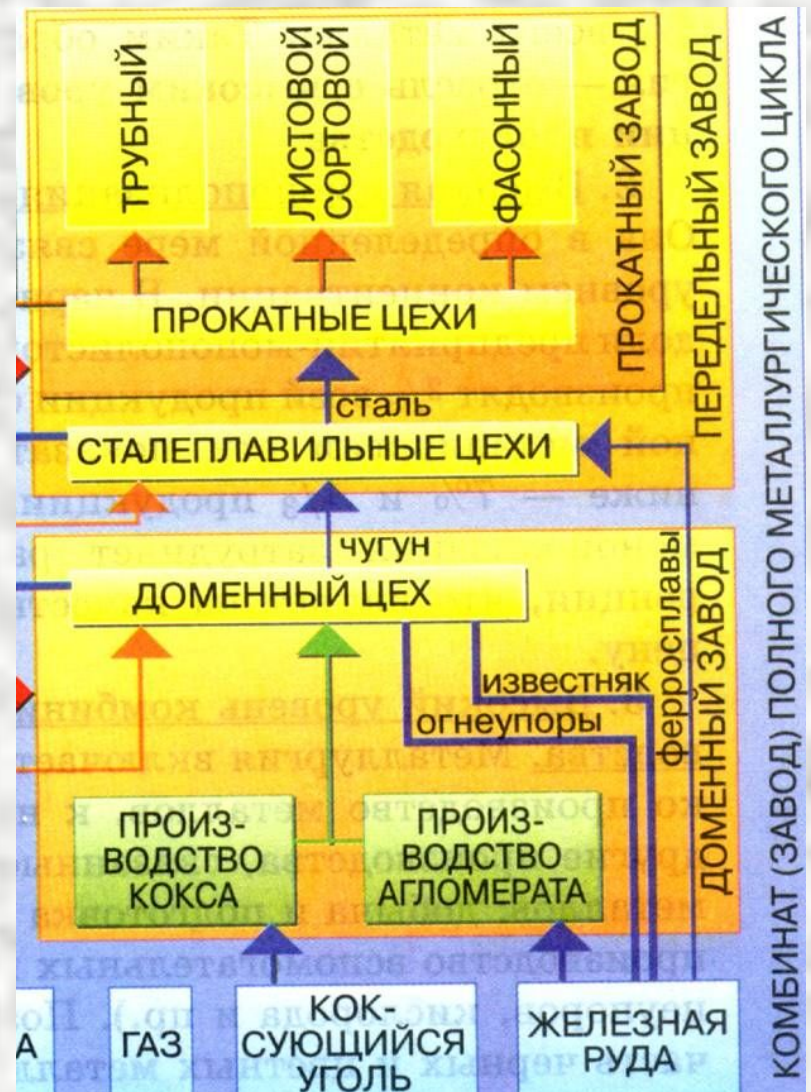 ТРУБНЫЙ
ЛИСТОВОЙ
СОРТОВОЙ
ФАСОННЫЙ
ПРОКАТНЫЙ ЗАВОД
ПЕРЕДЕЛЬНЫЙ ЗАВОД
КОМБИНАТ (ЗАВОД) ПОЛНОГО МЕТАЛЛУРГИЧЕСКОГО ЦИКЛА
ПРОКАТНЫЕ ЦЕХИ
сталь
СТАЛЕПЛАВИЛЬНЫЕ ЦЕХИ
чугун
ДОМЕННЫЙ ЦЕХ
ферросплавы
ДОМЕННЫЙ ЗАВОД
известняк
огнеупоры
ПРОИЗ-
ВОДСТВО
КОКСА
ПРОИЗ-
ВОДСТВО
АГЛОМЕРАТА
А
ГАЗ
КОК-
СУЮЩИЙСЯ
УГОЛЬ
ЖЕЛЕЗНАЯ
РУДА